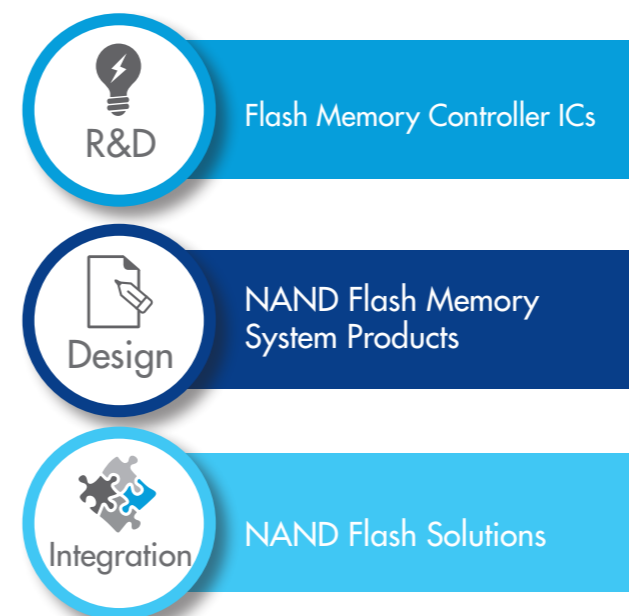 R&D
Flash Memory Controller ICs
Design
NAND Flash Memory
System Products
Integration
NAND Flash Solutions